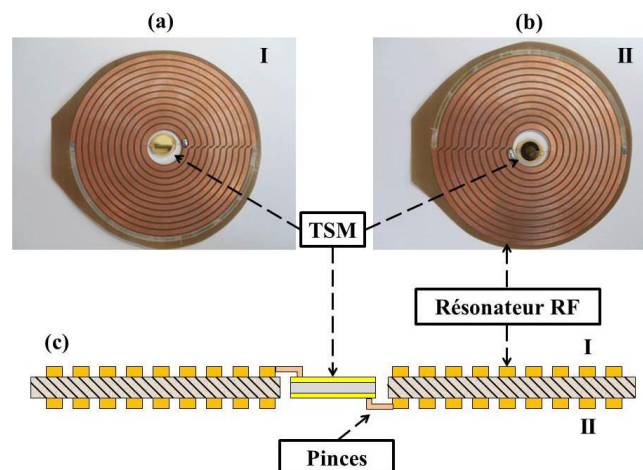 (a)
(b)
I
II
TSM
Résonateur RF
(c)
I
II
Pinces